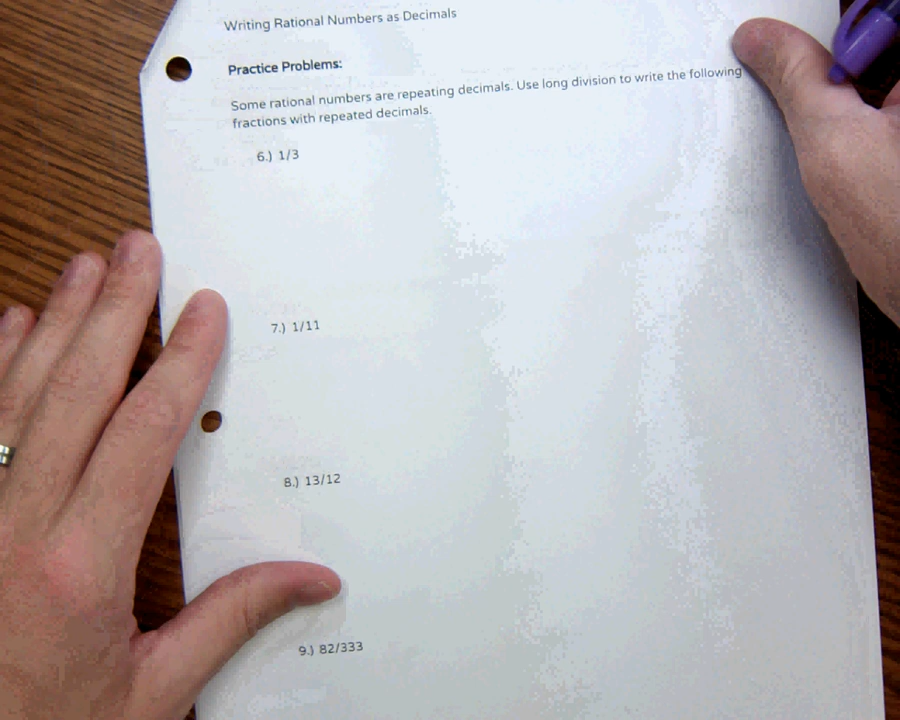 Writing Rational Numbers as Decimals
Practice Problems:
Some rational numbers are repeating decimals. Use long division to write the following
fractions with repeated decimals.
6.) 1/3
7.) 1/11
8.) 13/12
9.) 82/333